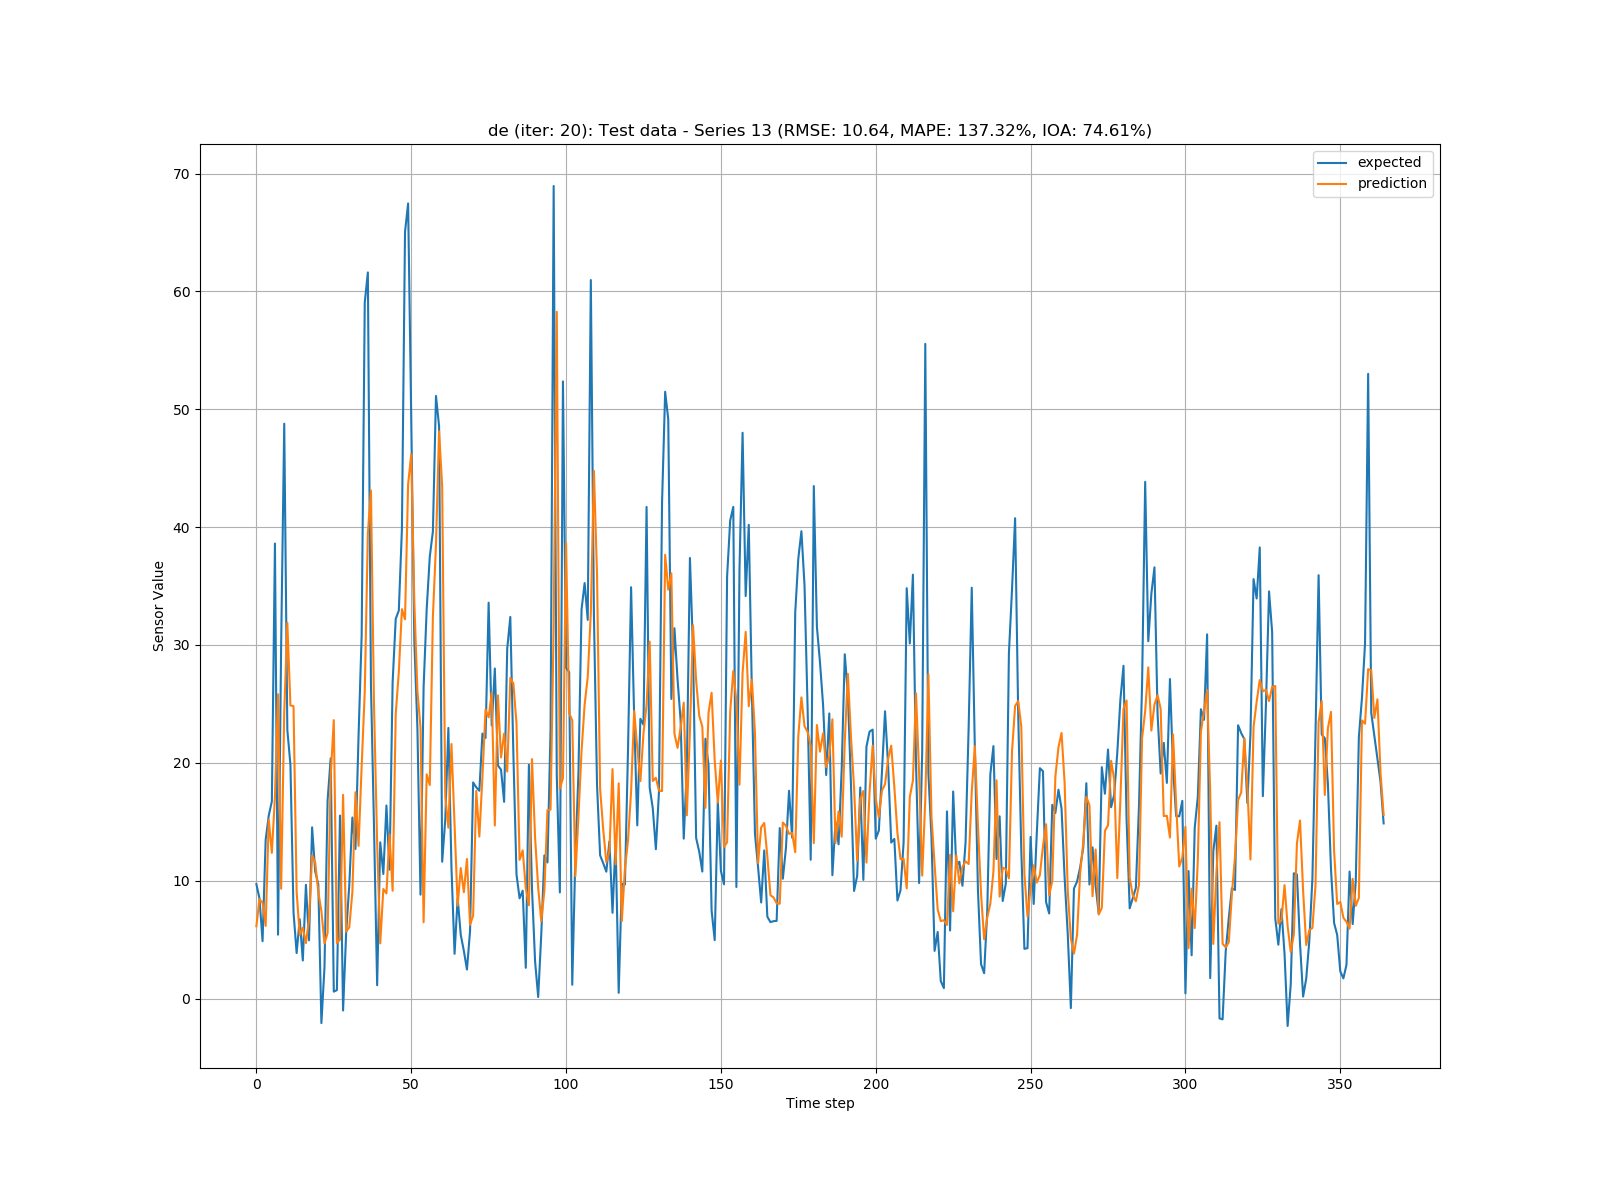 de (iter: 20): Test data - Series 13 (RMSE: 10.64, MAPE: 137.32%, IOA: 74.61%)
expected
prediction
70
60
50
40
30
20
10
0
Sensor Value
0 50 100 150 200 250 300 350
Time step